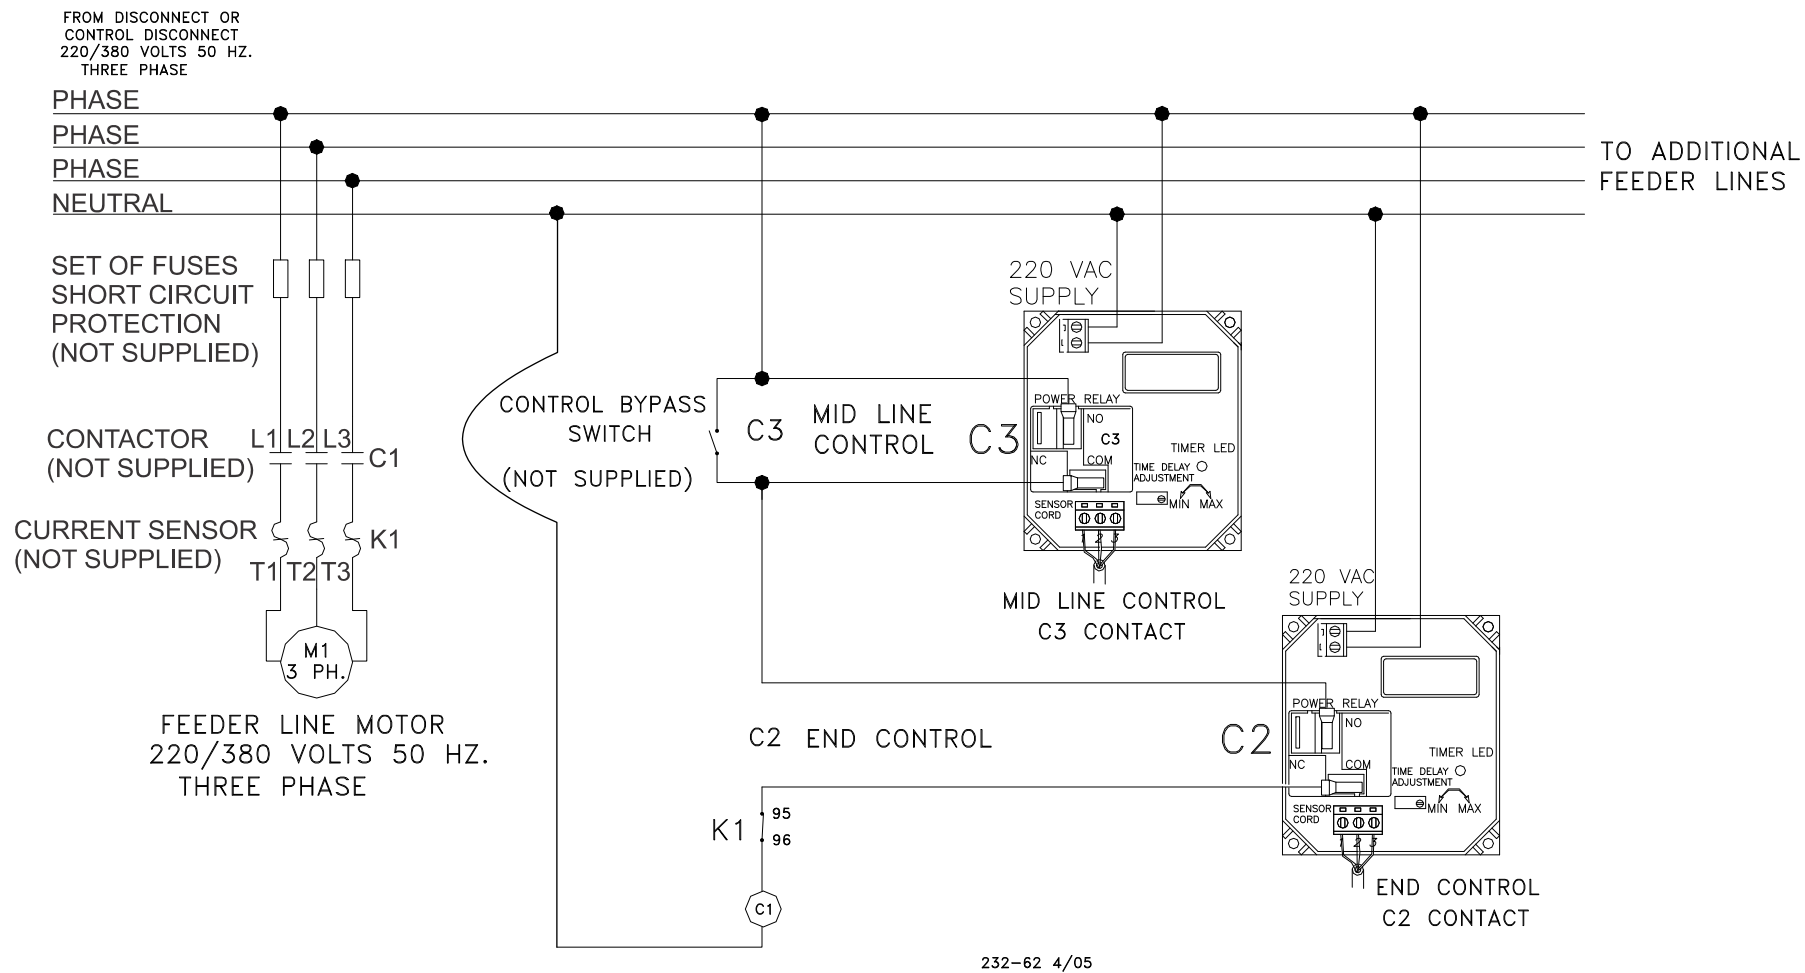 FROM DISCONNECT OR
CONTROL DISCONNECT
220/380 VOLTS 50 HZ.
THREE PHASE
PHASE
PHASE
PHASE
NEUTRAL
TO ADDITIONAL
FEEDER LINES
SET OF FUSES
SHORT CIRCUIT
PROTECTION
(NOT SUPPLIED)
CONTACTOR
(NOT SUPPLIED)
L1 L2 L3
C1
CURRENT SENSOR
(NOT SUPPLIED)
K1
T1 T2 T3
M1
3 PH.
FEEDER LINE MOTOR
220/380 VOLTS 50 HZ.
THREE PHASE
CONTROL BYPASS
SWITCH
(NOT SUPPLIED)
C3
MID LINE
CONTROL
C3
220 VAC
SUPPLY
POWER RELAY
NO
C3
NC
COM
TIMER LED
TIME DELAY
ADJUSTMENT
MIN MAX
SENSOR
CORD
1 2 3
MID LINE CONTROL
C3 CONTACT
220 VAC
SUPPLY
C2 END CONTROL
C2
POWER RELAY
NO
NC
COM
TIMER LED
TIME DELAY
ADJUSTMENT
MIN MAX
SENSOR
CORD
1 2 3
END CONTROL
C2 CONTACT
K1
95
96
C1
232-62 4/05